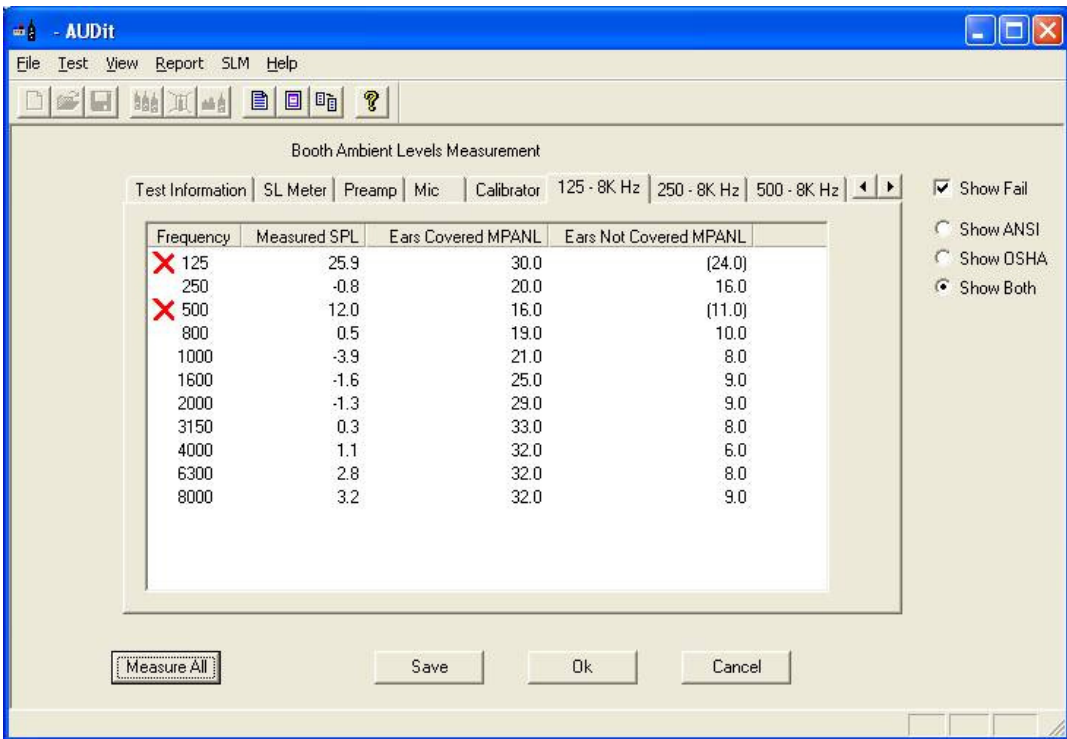 - AUDit
File Test View Report SLM Help
Booth Ambient Levels Measurement
Test Information SL Meter Preamp Mic Calibrator 125 - 8K Hz 250 - 8K Hz 500 - 8K Hz
Show Fail
Show ANSI
Show OSHA
Show Both
Frequency Measured SPL Ears Covered MPANL Ears Not Covered MPANL
125 25.9 30.0 (24.0)
250 -0.8 20.0 16.0
500 12.0 16.0 (11.0)
800 0.5 19.0 10.0
1000 -3.9 21.0 8.0
1600 -1.6 25.0 9.0
2000 -1.3 29.0 9.0
3150 0.3 33.0 8.0
4000 1.1 32.0 6.0
6300 2.8 32.0 8.0
8000 3.2 32.0 9.0
Measure All Save Ok Cancel